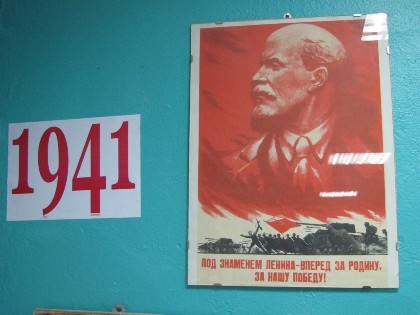 1941
ПОД ЗНАМЕНЕМ ЛЕНИНА-ВПЕРЕД ЗА РОДИНУ,
ЗА НАШУ ПОБЕДУ!